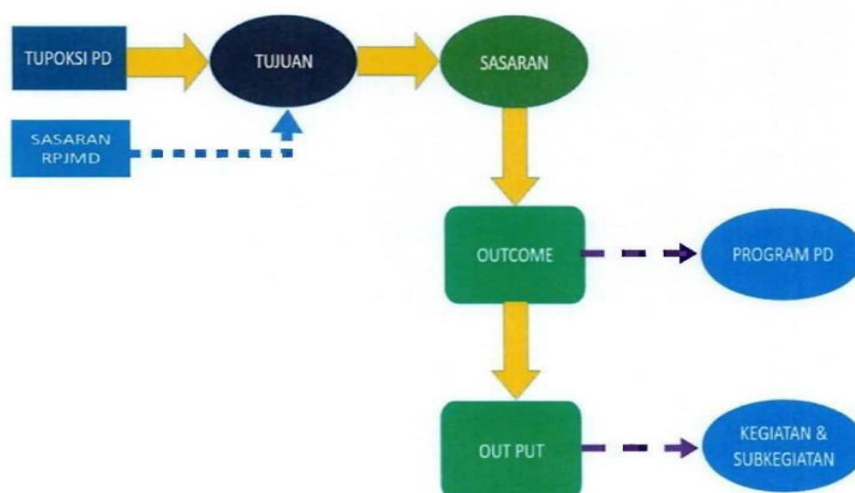 TUPOKSI PD
TUJUAN
SASARAN
SASARAN
RPJMD
OUTCOME
PROGRAM PD
OUT PUT
KEGIATAN &
SUBKEGIATAN